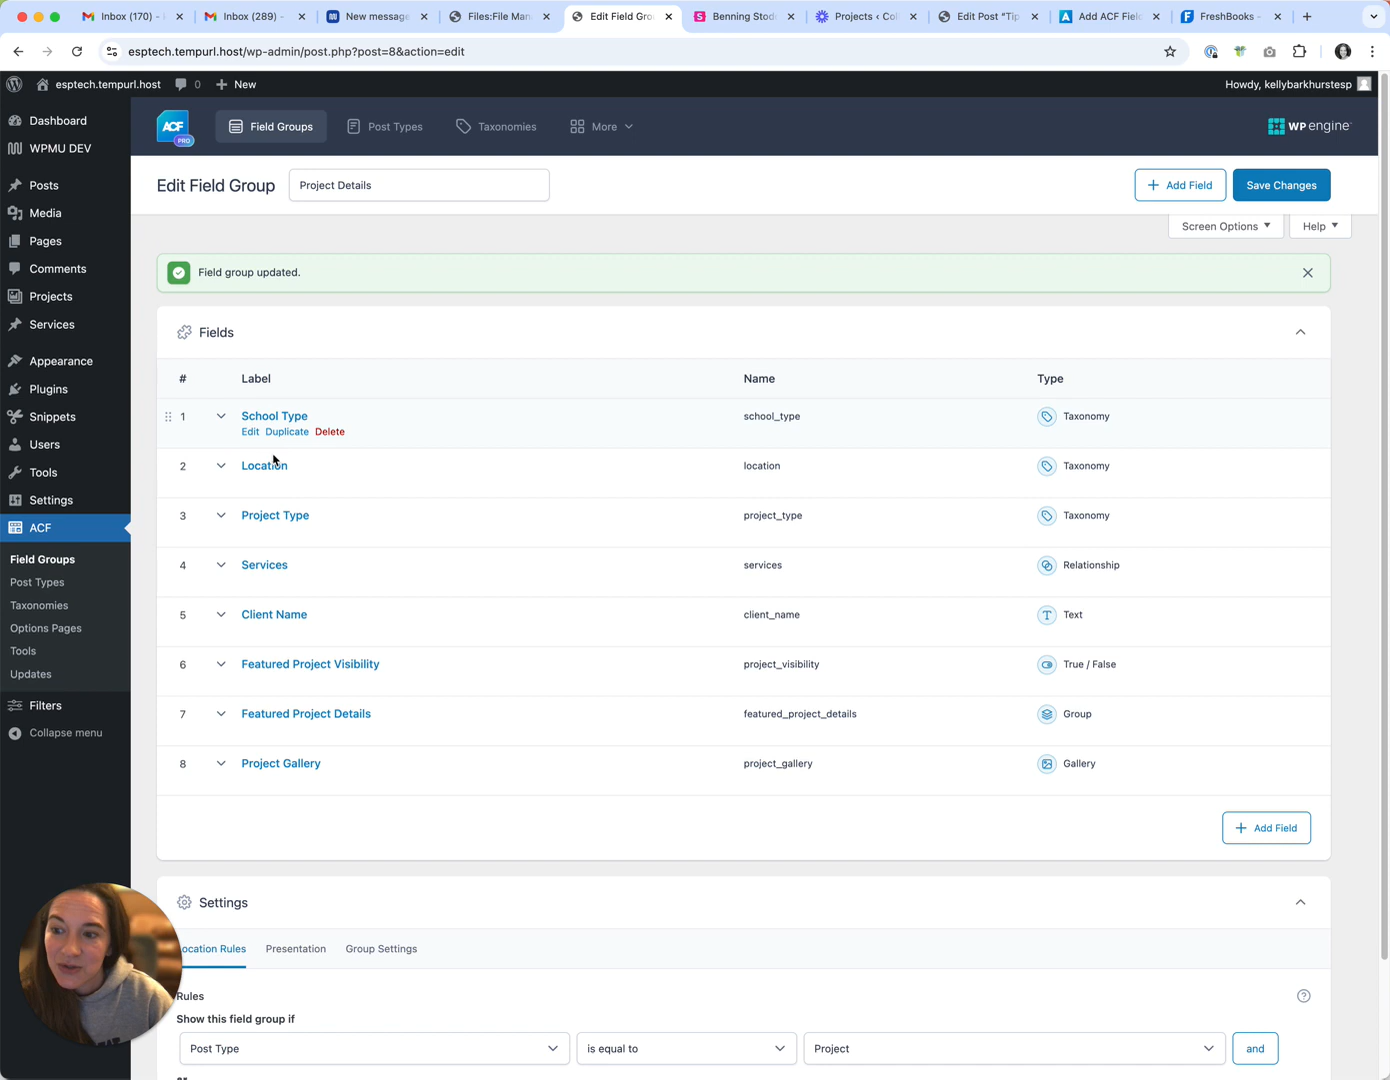 Inbox (170) -
Inbox (289) -
New message
Files:File Man
Edit Field Gro
Benning Stod
Projects ‹ Col
Edit Post "Tip
Add ACF Field
FreshBooks -
esptech.tempurl.host/wp-admin/post.php?post=8&action=edit
esptech.tempurl.host
0
New
Howdy, kellybarkhurstesp
Dashboard
WPMU DEV
Posts
Media
Pages
Comments
Projects
Services
Appearance
Plugins
Snippets
Users
Tools
Settings
ACF
Field Groups
Post Types
Taxonomies
Options Pages
Tools
Updates
Filters
Collapse menu
ACF
PRO
Field Groups
Post Types
Taxonomies
More
WP engine
Edit Field Group
Project Details
Add Field
Save Changes
Screen Options
Help
Field group updated.
Fields
# Label Name Type
1 School Type school_type Taxonomy
Edit Duplicate Delete
2 Location location Taxonomy
3 Project Type project_type Taxonomy
4 Services services Relationship
5 Client Name client_name Text
6 Featured Project Visibility project_visibility True / False
7 Featured Project Details featured_project_details Group
8 Project Gallery project_gallery Gallery
Add Field
Settings
ocation Rules
Presentation
Group Settings
Rules
Show this field group if
Post Type
is equal to
Project
and
or